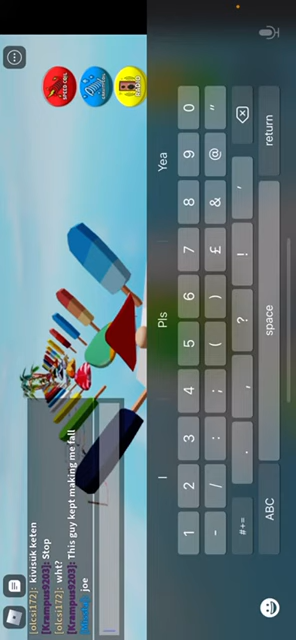 SPEED COIL
[olcsi172]: kivisuk keten
[Krampus9203]: Stop
[olcsi172]: wht?
[Krampus9203]: This guy kept making me fall
joe
I
Pls
Yea
1 2 3 4 5 6 7 8 9 0
- / : ; ( ) £ & @ "
#+= . , ? ! '
ABC space return